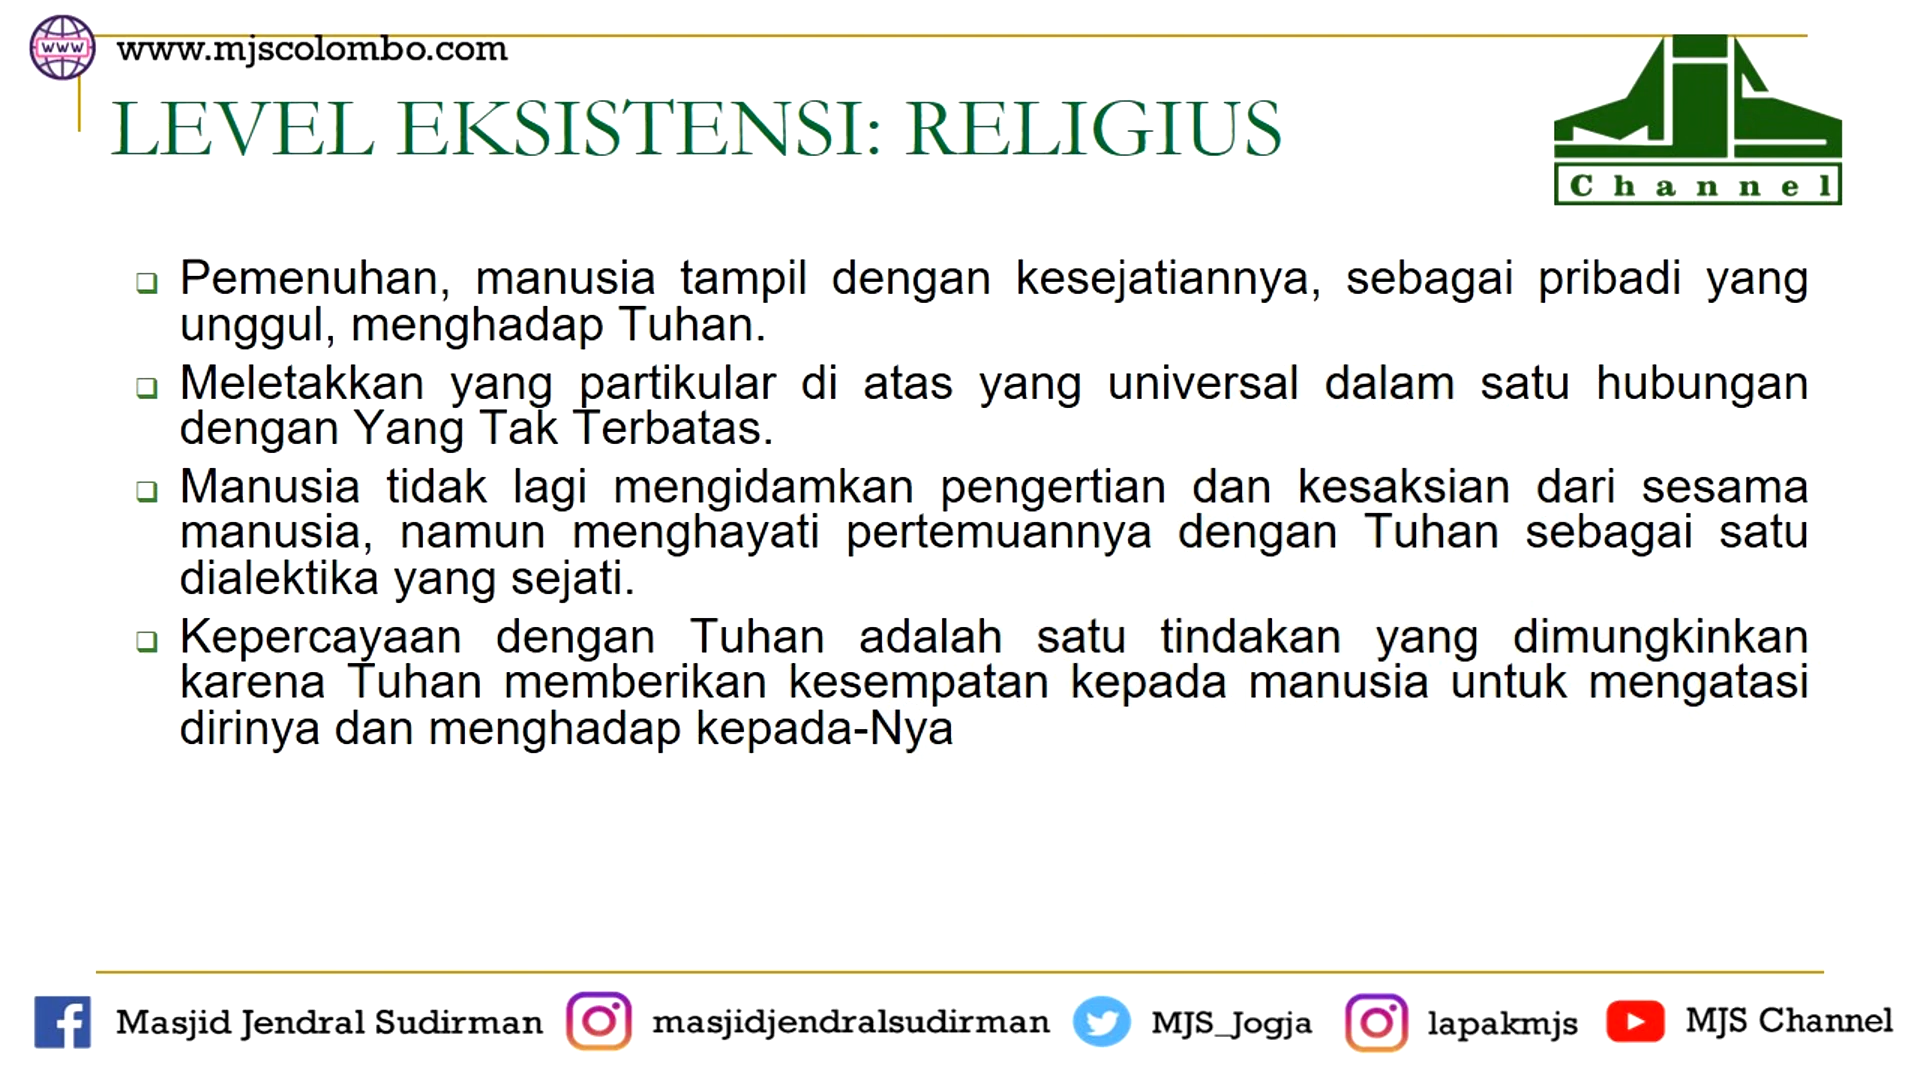 www
www.mjscolombo.com
LEVEL EKSISTENSI: RELIGIUS
MJS
Channel
Pemenuhan, manusia tampil dengan kesejatiannya, sebagai pribadi yang
unggul, menghadap Tuhan.
Meletakkan yang partikular di atas yang universal dalam satu hubungan
dengan Yang Tak Terbatas.
Manusia tidak lagi mengidamkan pengertian dan kesaksian dari sesama
manusia, namun menghayati pertemuannya dengan Tuhan sebagai satu
dialektika yang sejati.
Kepercayaan dengan Tuhan adalah satu tindakan yang dimungkinkan
karena Tuhan memberikan kesempatan kepada manusia untuk mengatasi
dirinya dan menghadap kepada-Nya
Masjid Jendral Sudirman masjidjendralsudirman MJS_Jogja lapakmjs MJS Channel